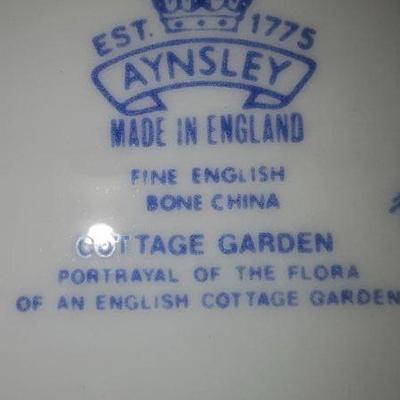 EST. 1775
AYNSLEY
MADE IN ENGLAND
FINE ENGLISH
BONE CHINA
COTTAGE GARDEN
PORTRAYAL OF THE FLORA
OF AN ENGLISH COTTAGE GARDEN